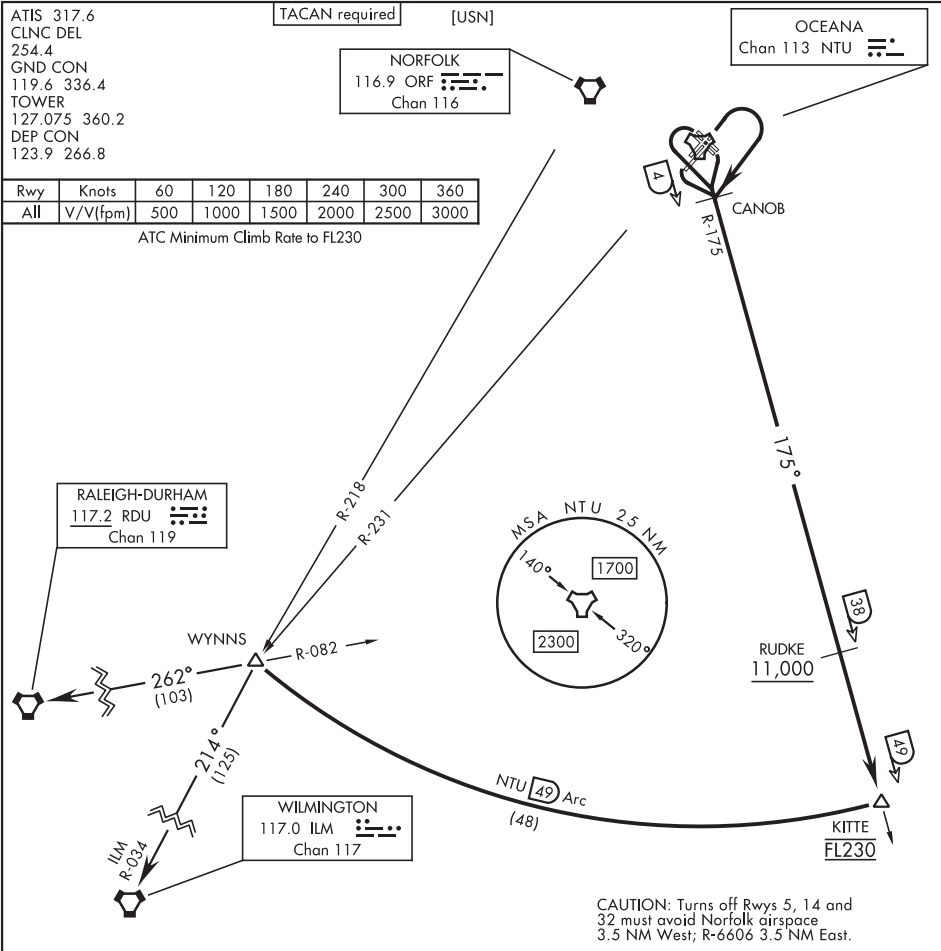 ATIS 317.6
CLNC DEL
254.4
GND CON
119.6 336.4
TOWER
127.075 360.2
DEP CON
123.9 266.8
TACAN required
[USN]
NORFOLK
116.9 ORF
Chan 116
OCEANA
Chan 113 NTU
Rwy Knots 60 120 180 240 300 360
All V/V(fpm) 500 1000 1500 2000 2500 3000
ATC Minimum Climb Rate to FL230
4
CANOB
R-175
175°
R-218
R-231
RALEIGH-DURHAM
117.2 RDU
Chan 119
MSA NTU 25 NM
140°
1700
2300
320°
38
RUDKE
11,000
WYNNS
R-082
262°
(103)
214°
(125)
49
NTU 49 Arc
(48)
KITTE
FL230
WILMINGTON
117.0 ILM
Chan 117
ILM
R-034
CAUTION: Turns off Rwys 5, 14 and
32 must avoid Norfolk airspace
3.5 NM West; R-6606 3.5 NM East.